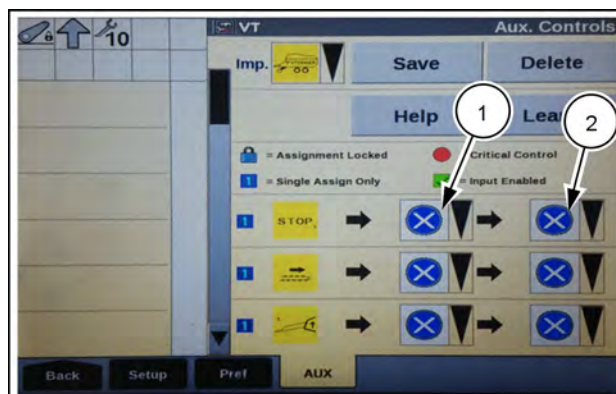 10
VT
Aux. Controls
Imp.
Save
Delete
Help
1
2
= Assignment Locked
Critical Control
1 = Single Assign Only
= Input Enabled
1 STOP
1
1
Back
Setup
Pref
AUX